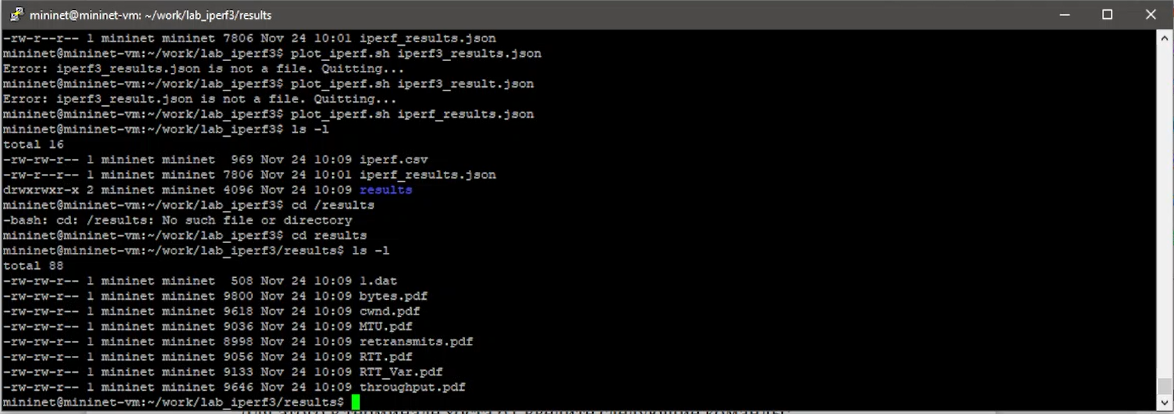 mininet@mininet-vm: ~/work/lab_iperf3/results
-rw-r--r-- 1 mininet mininet 7806 Nov 24 10:01 iperf_results.json
mininet@mininet-vm:~/work/lab_iperf3$ plot_iperf.sh iperf3_results.json
Error: iperf3_results.json is not a file. Quitting...
mininet@mininet-vm:~/work/lab_iperf3$ plot_iperf.sh iperf3_result.json
Error: iperf3_result.json is not a file. Quitting...
mininet@mininet-vm:~/work/lab_iperf3$ plot_iperf.sh iperf_results.json
mininet@mininet-vm:~/work/lab_iperf3$ ls -l
total 16
-rw-rw-r-- 1 mininet mininet  969 Nov 24 10:09 iperf.csv
-rw-r--r-- 1 mininet mininet 7806 Nov 24 10:01 iperf_results.json
drwxrwxr-x 2 mininet mininet 4096 Nov 24 10:09 results
mininet@mininet-vm:~/work/lab_iperf3$ cd /results
-bash: cd: /results: No such file or directory
mininet@mininet-vm:~/work/lab_iperf3$ cd results
mininet@mininet-vm:~/work/lab_iperf3/results$ ls -l
total 88
-rw-rw-r-- 1 mininet mininet  508 Nov 24 10:09 1.dat
-rw-rw-r-- 1 mininet mininet 9800 Nov 24 10:09 bytes.pdf
-rw-rw-r-- 1 mininet mininet 9618 Nov 24 10:09 cwnd.pdf
-rw-rw-r-- 1 mininet mininet 9036 Nov 24 10:09 MTU.pdf
-rw-rw-r-- 1 mininet mininet 8998 Nov 24 10:09 retransmits.pdf
-rw-rw-r-- 1 mininet mininet 9056 Nov 24 10:09 RTT.pdf
-rw-rw-r-- 1 mininet mininet 9133 Nov 24 10:09 RTT_Var.pdf
-rw-rw-r-- 1 mininet mininet 9646 Nov 24 10:09 throughput.pdf
mininet@mininet-vm:~/work/lab_iperf3/results$